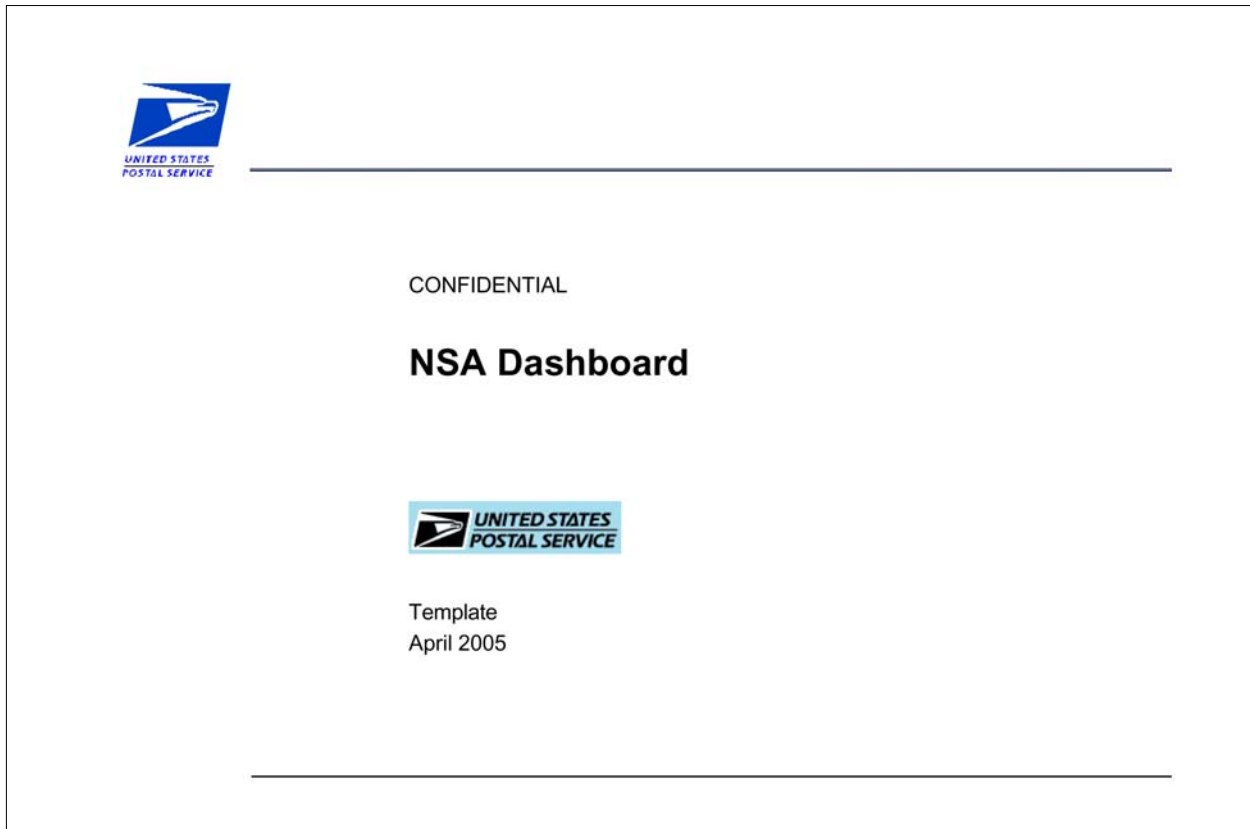 UNITED STATES
POSTAL SERVICE
CONFIDENTIAL
NSA Dashboard
UNITED STATES
POSTAL SERVICE
Template
April 2005